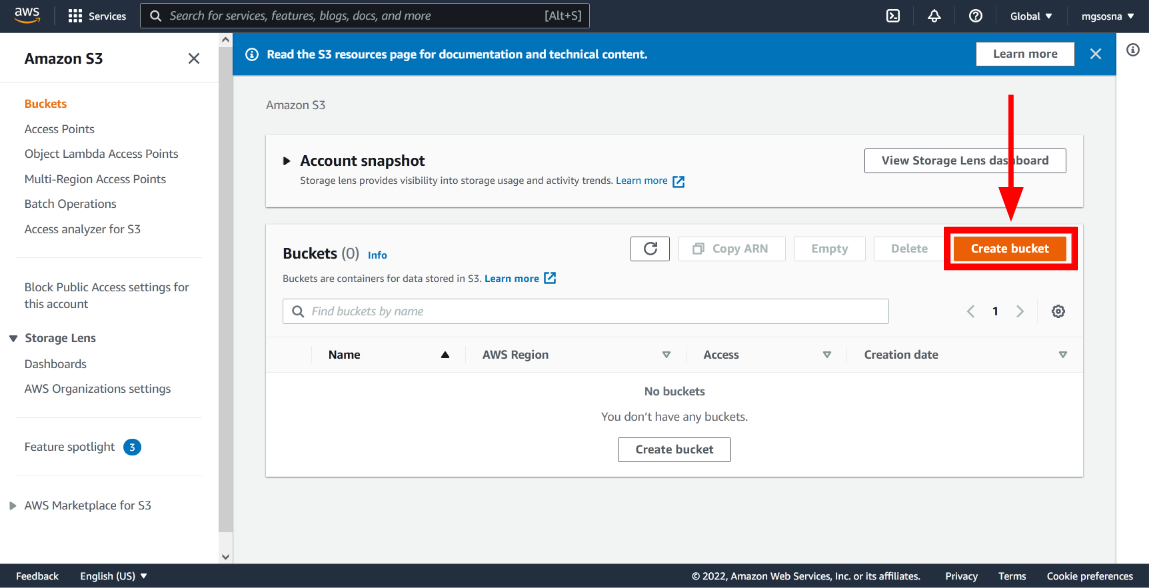 aws Services Search for services, features, blogs, docs, and more [Alt+S] Global mgsosna
Amazon S3
Buckets
Access Points
Object Lambda Access Points
Multi-Region Access Points
Batch Operations
Access analyzer for S3
Block Public Access settings for
this account
Storage Lens
Dashboards
AWS Organizations settings
Feature spotlight 3
AWS Marketplace for S3
Read the S3 resources page for documentation and technical content. Learn more
Amazon S3
Account snapshot View Storage Lens dashboard
Storage lens provides visibility into storage usage and activity trends. Learn more
Buckets (0) Info Copy ARN Empty Delete Create bucket
Buckets are containers for data stored in S3. Learn more
Find buckets by name 1
Name AWS Region Access Creation date
No buckets
You don't have any buckets.
Create bucket
Feedback English (US) © 2022, Amazon Web Services, Inc. or its affiliates. Privacy Terms Cookie preferences